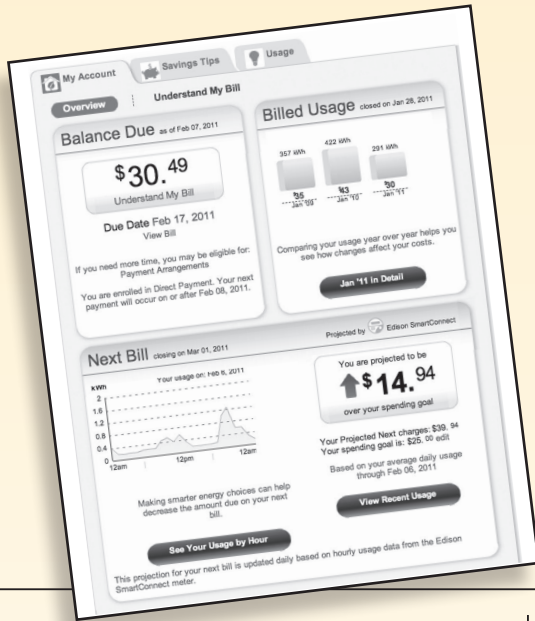 My Account
Savings Tips
Usage
Overview
Understand My Bill
Balance Due as of Feb 07, 2011
$30.49
Understand My Bill
Due Date Feb 17, 2011
View Bill
If you need more time, you may be eligible for:
Payment Arrangements
You are enrolled in Direct Payment. Your next
payment will occur on or after Feb 08, 2011.
Billed Usage closed on Jan 28, 2011
357 kWh
422 kWh
291 kWh
$35
$43
$30
Jan '09
Jan '10
Jan '11
Comparing your usage year over year helps you
see how changes affect your costs.
Jan '11 in Detail
Next Bill closing on Mar 01, 2011
Projected by Edison SmartConnect
kWh
Your usage on: Feb 6, 2011
2
1.6
1.2
0.8
0.4
0
12am
12pm
12am
Making smarter energy choices can help
decrease the amount due on your next
bill.
See Your Usage by Hour
You are projected to be
$14.94
over your spending goal
Your Projected Next charges: $39.94
Your spending goal is: $25.00 edit
Based on your average daily usage
through Feb 06, 2011
View Recent Usage
This projection for your next bill is updated daily based on hourly usage data from the Edison
SmartConnect meter.